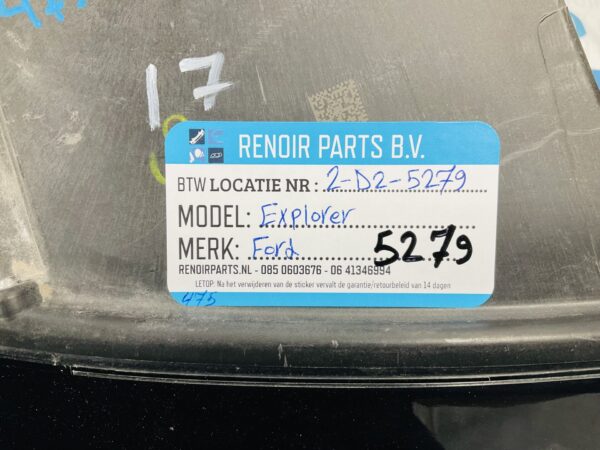 17
RENOIR PARTS B.V.
BTW LOCATIE NR: 2-D2-5279
MODEL: Explorer
MERK: Ford 5279
RENOIRPARTS.NL - 085 0603676 - 06 41346994
LETOP: Na het verwijderen van de sticker vervalt de garantie/retourbeleid van 14 dagen
475